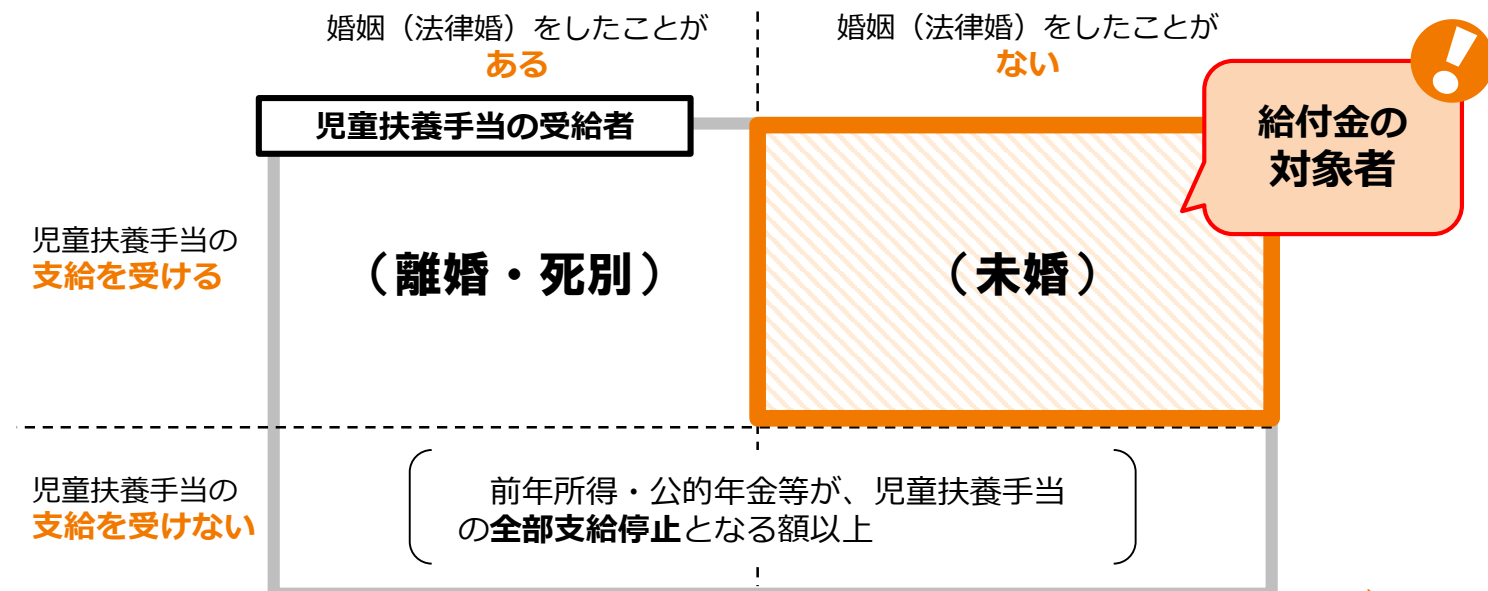 婚姻（法律婚）をしたことが
ある
婚姻（法律婚）をしたことが
ない
児童扶養手当の受給者
給付金の
対象者
児童扶養手当の
支給を受ける
（離婚・死別）
（未婚）
児童扶養手当の
支給を受けない
前年所得・公的年金等が、児童扶養手当
の全部支給停止となる額以上